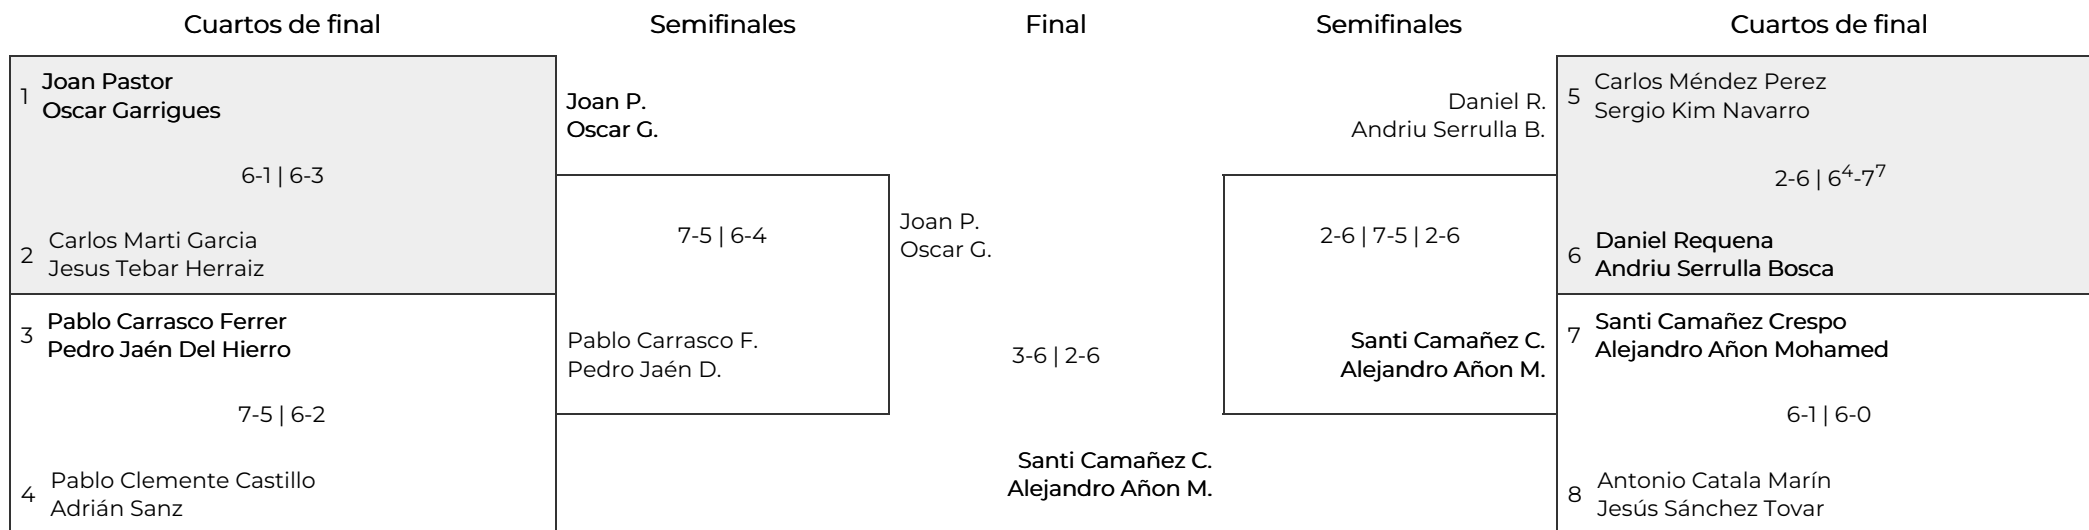 Cuartos de final
Semifinales
Final
Semifinales
Cuartos de final
1
Joan Pastor
Oscar Garrigues
6-1 | 6-3
2
Carlos Marti Garcia
Jesus Tebar Herraiz
3
Pablo Carrasco Ferrer
Pedro Jaén Del Hierro
7-5 | 6-2
4
Pablo Clemente Castillo
Adrián Sanz
Joan P.
Oscar G.
7-5 | 6-4
Pablo Carrasco F.
Pedro Jaén D.
Joan P.
Oscar G.
3-6 | 2-6
Santi Camañez C.
Alejandro Añon M.
Daniel R.
Andriu Serrulla B.
2-6 | 7-5 | 2-6
Santi Camañez C.
Alejandro Añon M.
5
Carlos Méndez Perez
Sergio Kim Navarro
2-6 | 6⁴-7⁷
6
Daniel Requena
Andriu Serrulla Bosca
7
Santi Camañez Crespo
Alejandro Añon Mohamed
6-1 | 6-0
8
Antonio Catala Marín
Jesús Sánchez Tovar